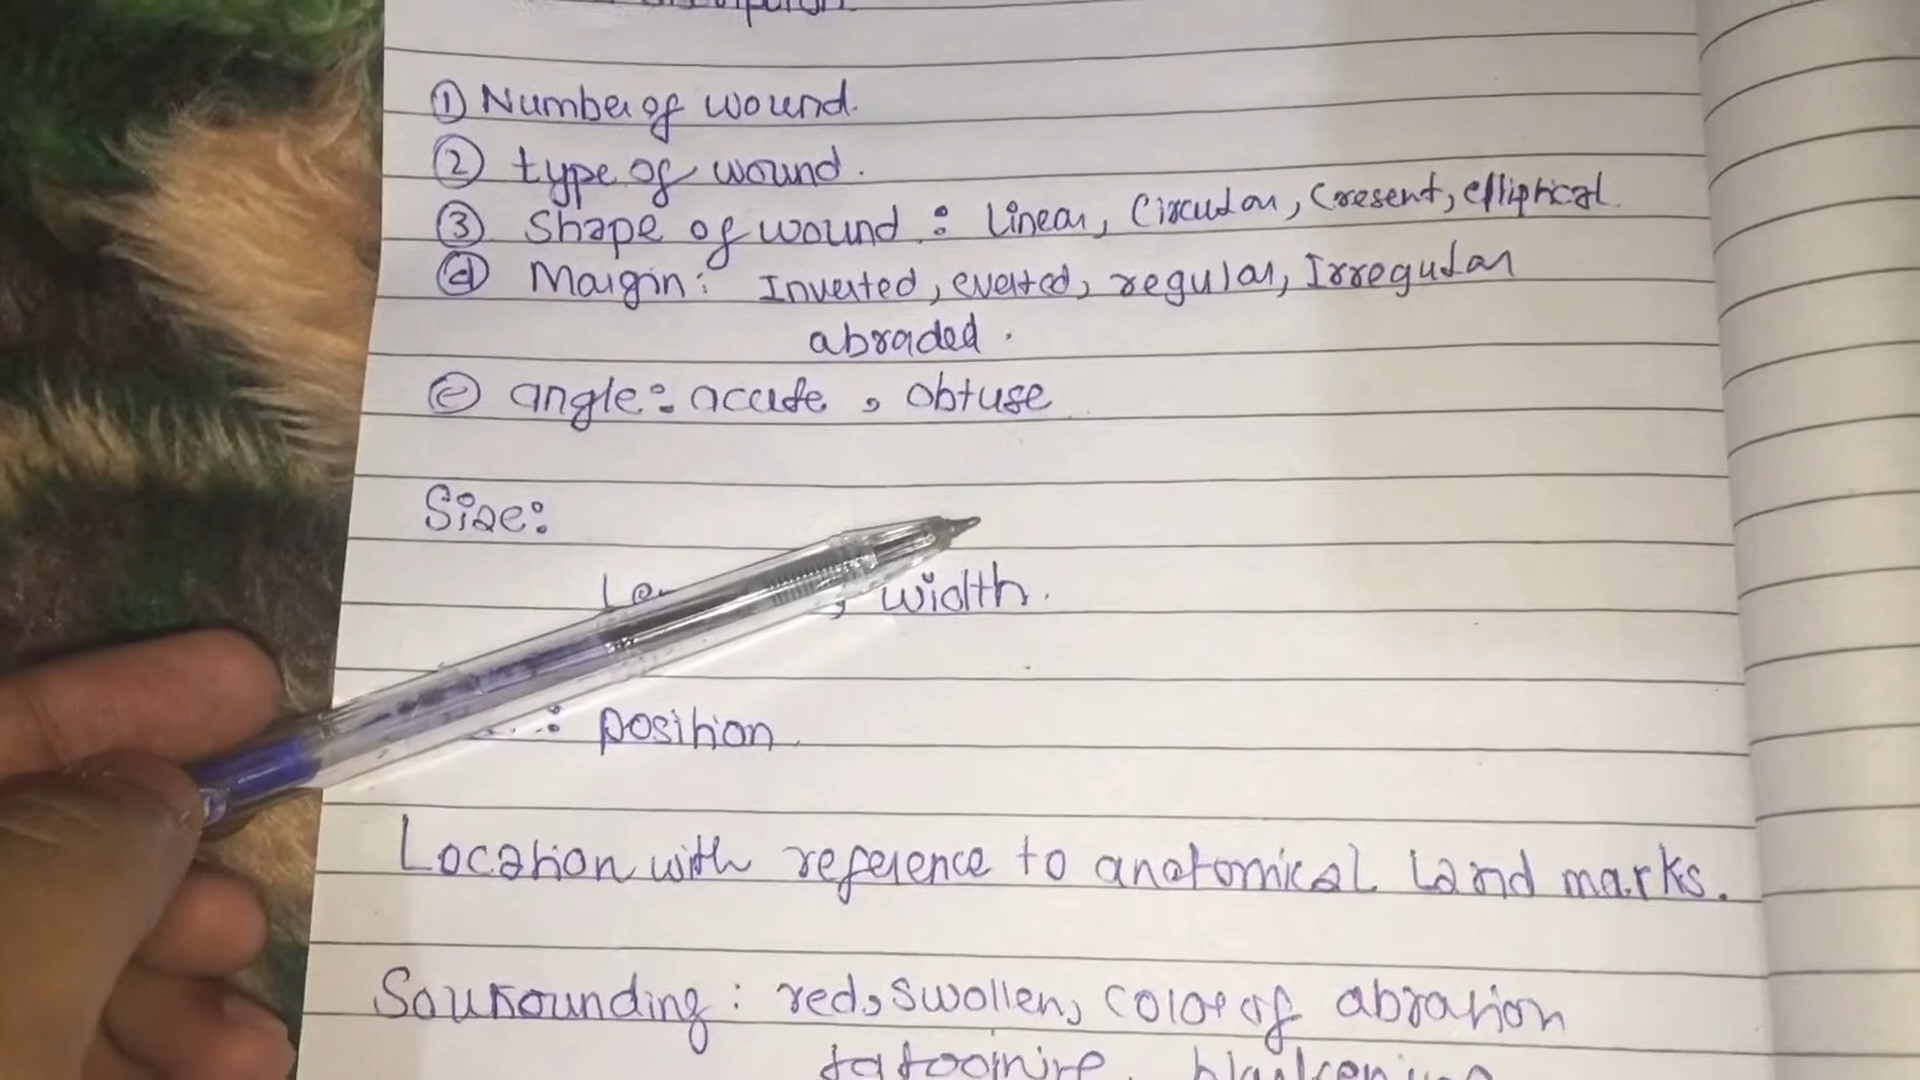 ① Number of wound.
② type of wound.
③ Shape of wound : Linear, Circular, Cresent, elliptical
ⓓ Margin: Inverted, everted, regular, Irregular
abraded.
ⓔ angle: acute, obtuse
Size:
, width.
: position
Location with reference to anatomical Land marks.
Sourrounding : red, swollen, color of abrasion